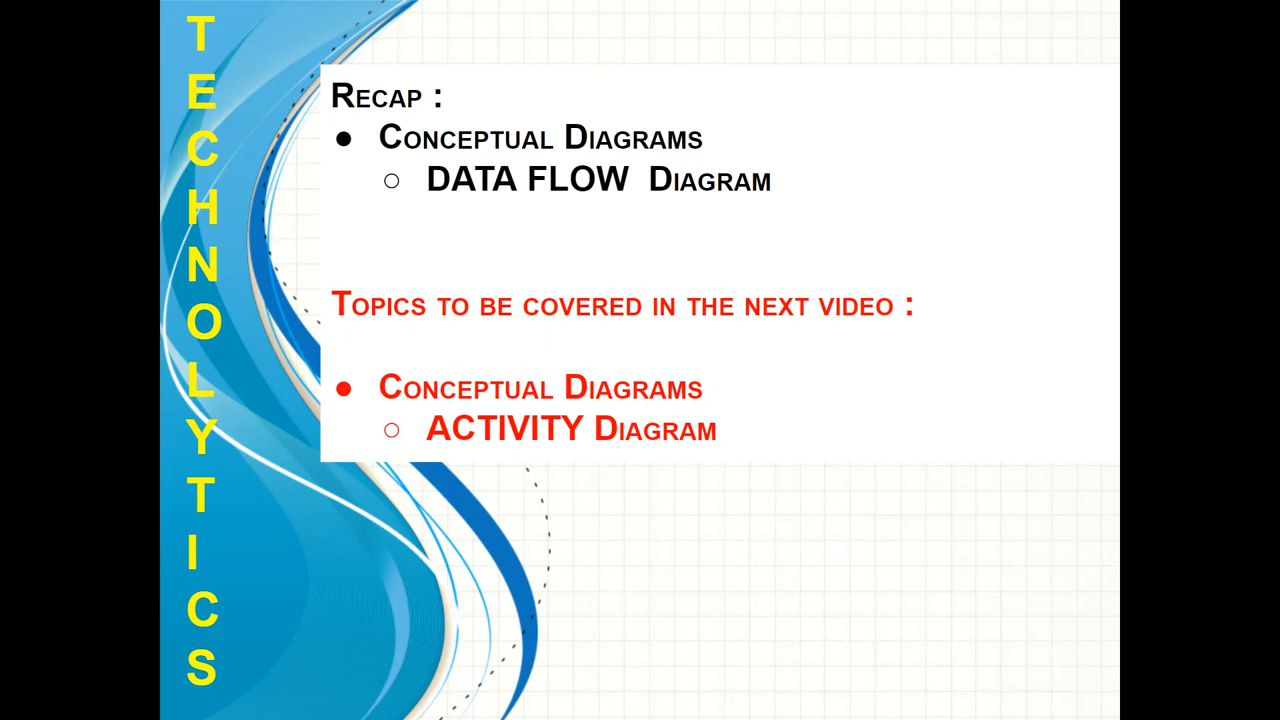 TECHNOLYTICS
Recap :
● Conceptual Diagrams
○ DATA FLOW Diagram
Topics to be covered in the next video :
● Conceptual Diagrams
○ ACTIVITY Diagram